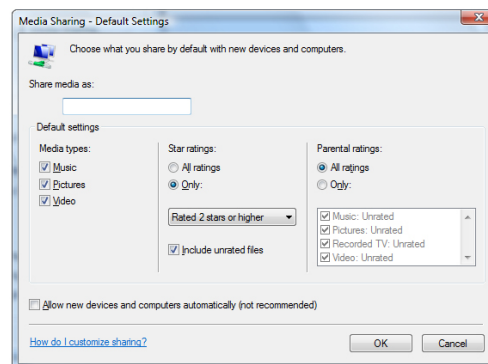 Media Sharing - Default Settings
Choose what you share by default with new devices and computers.
Share media as:
Default settings
Media types:
Music
Pictures
Video
Star ratings:
All ratings
Only:
Rated 2 stars or higher
Include unrated files
Parental ratings:
All ratings
Only:
Music: Unrated
Pictures: Unrated
Recorded TV: Unrated
Video: Unrated
Allow new devices and computers automatically (not recommended)
How do I customize sharing?
OK
Cancel